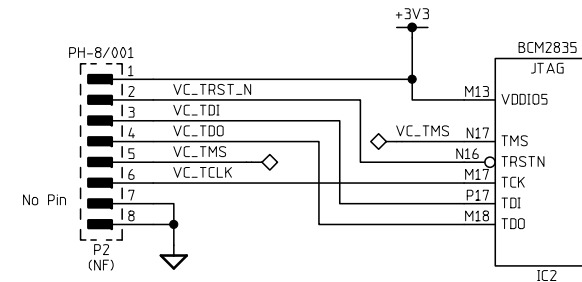 +3V3
PH-8/001
BCM2835
JTAG
1
2 VC_TRST_N
3 VC_TDI
4 VC_TDO
5 VC_TMS
6 VC_TCLK
No Pin 7
8
P2
(NF)
M13 VDDIO5
VC_TMS N17 TMS
N16 TRSTN
M17 TCK
P17 TDI
M18 TDO
IC2